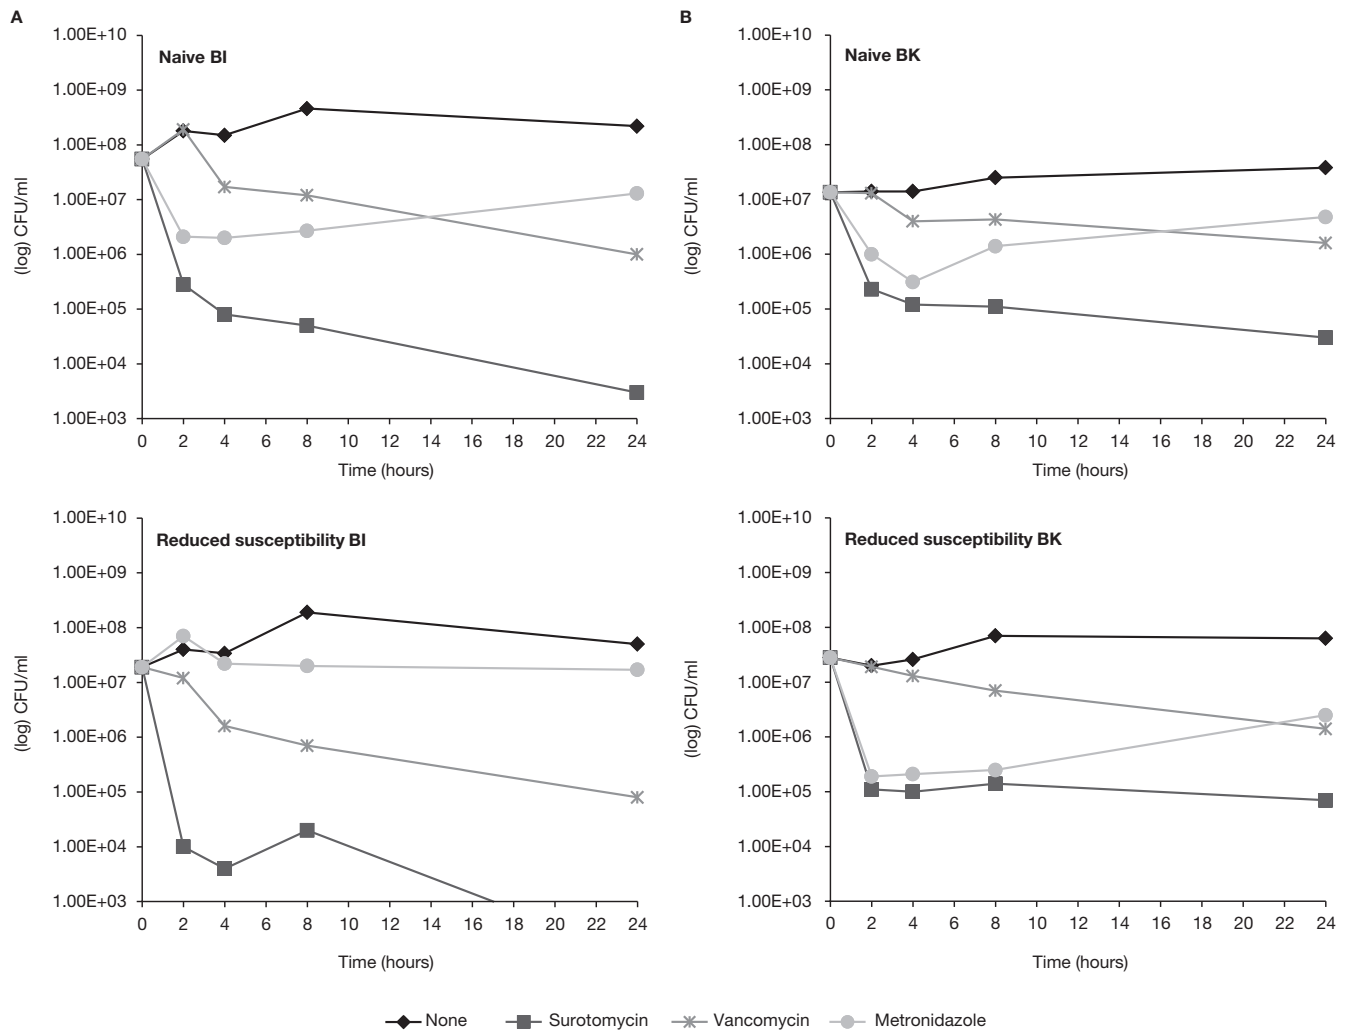 A
B
1.00E+10
1.00E+09
1.00E+08
1.00E+07
1.00E+06
1.00E+05
1.00E+04
1.00E+03
(log) CFU/ml
Naive BI
0 2 4 6 8 10 12 14 16 18 20 22 24
Time (hours)
1.00E+10
1.00E+09
1.00E+08
1.00E+07
1.00E+06
1.00E+05
1.00E+04
1.00E+03
(log) CFU/ml
Naive BK
0 2 4 6 8 10 12 14 16 18 20 22 24
Time (hours)
1.00E+10
1.00E+09
1.00E+08
1.00E+07
1.00E+06
1.00E+05
1.00E+04
1.00E+03
(log) CFU/ml
Reduced susceptibility BI
0 2 4 6 8 10 12 14 16 18 20 22 24
Time (hours)
1.00E+10
1.00E+09
1.00E+08
1.00E+07
1.00E+06
1.00E+05
1.00E+04
1.00E+03
(log) CFU/ml
Reduced susceptibility BK
0 2 4 6 8 10 12 14 16 18 20 22 24
Time (hours)
None Surotomycin Vancomycin Metronidazole